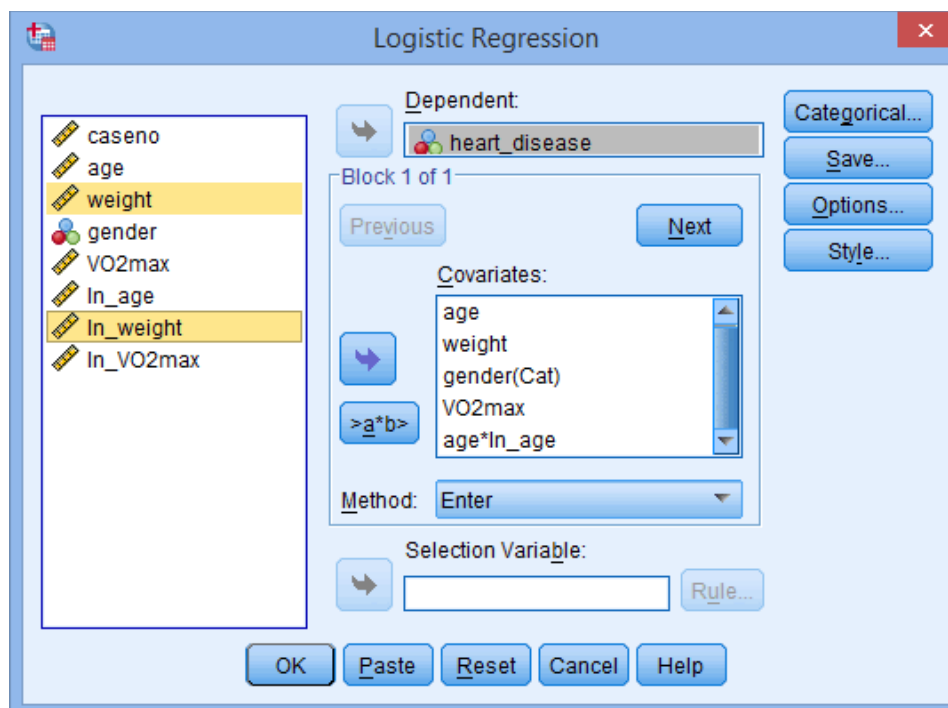 Logistic Regression
caseno
age
weight
gender
VO2max
ln_age
ln_weight
ln_VO2max
Dependent:
heart_disease
Block 1 of 1
Previous
Next
Covariates:
age
weight
gender(Cat)
VO2max
age*ln_age
>a*b>
Method:
Enter
Selection Variable:
Rule...
Categorical...
Save...
Options...
Style...
OK
Paste
Reset
Cancel
Help